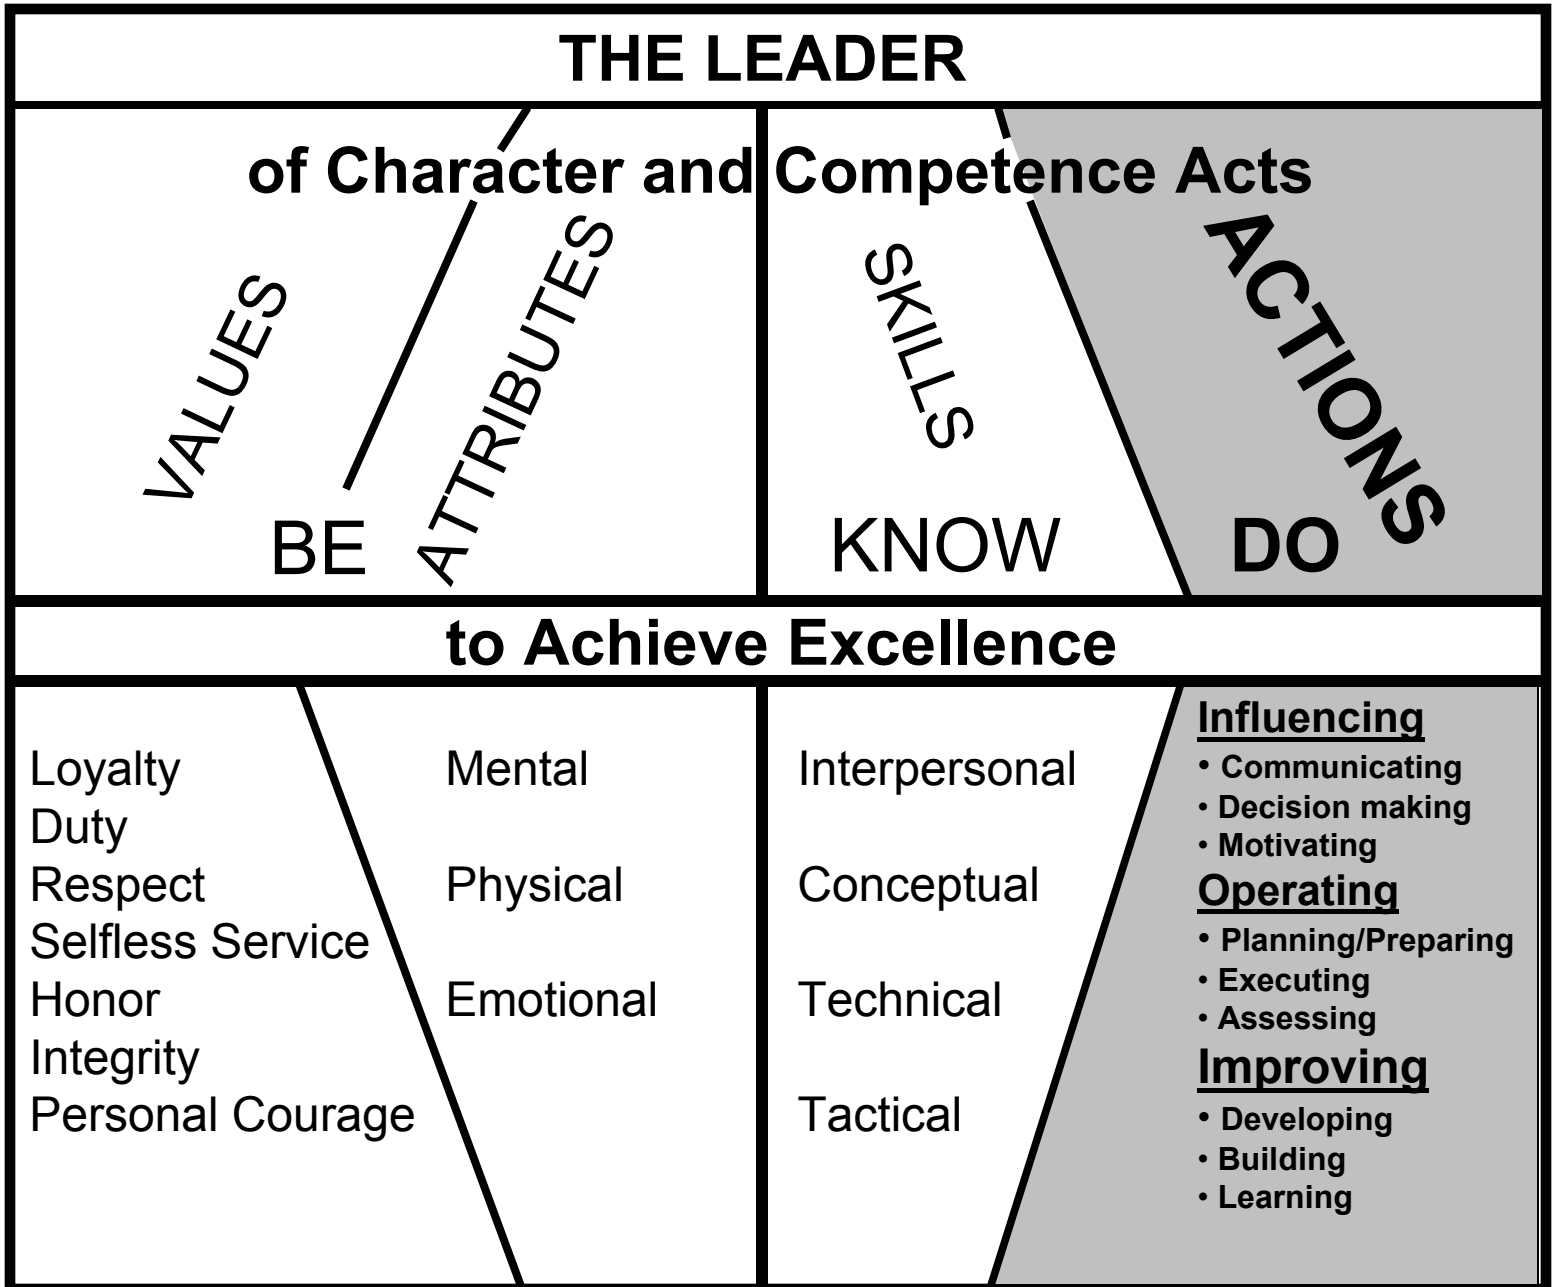 THE LEADER
of Character and Competence Acts
VALUES
ATTRIBUTES
SKILLS
ACTIONS
BE
KNOW
DO
to Achieve Excellence
Loyalty
Duty
Respect
Selfless Service
Honor
Integrity
Personal Courage
Mental
Physical
Emotional
Interpersonal
Conceptual
Technical
Tactical
Influencing
• Communicating
• Decision making
• Motivating
Operating
• Planning/Preparing
• Executing
• Assessing
Improving
• Developing
• Building
• Learning